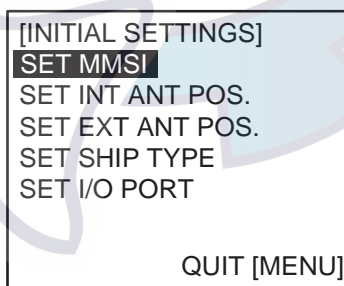 [INITIAL SETTINGS]
SET MMSI
SET INT ANT POS.
SET EXT ANT POS.
SET SHIP TYPE
SET I/O PORT
QUIT [MENU]